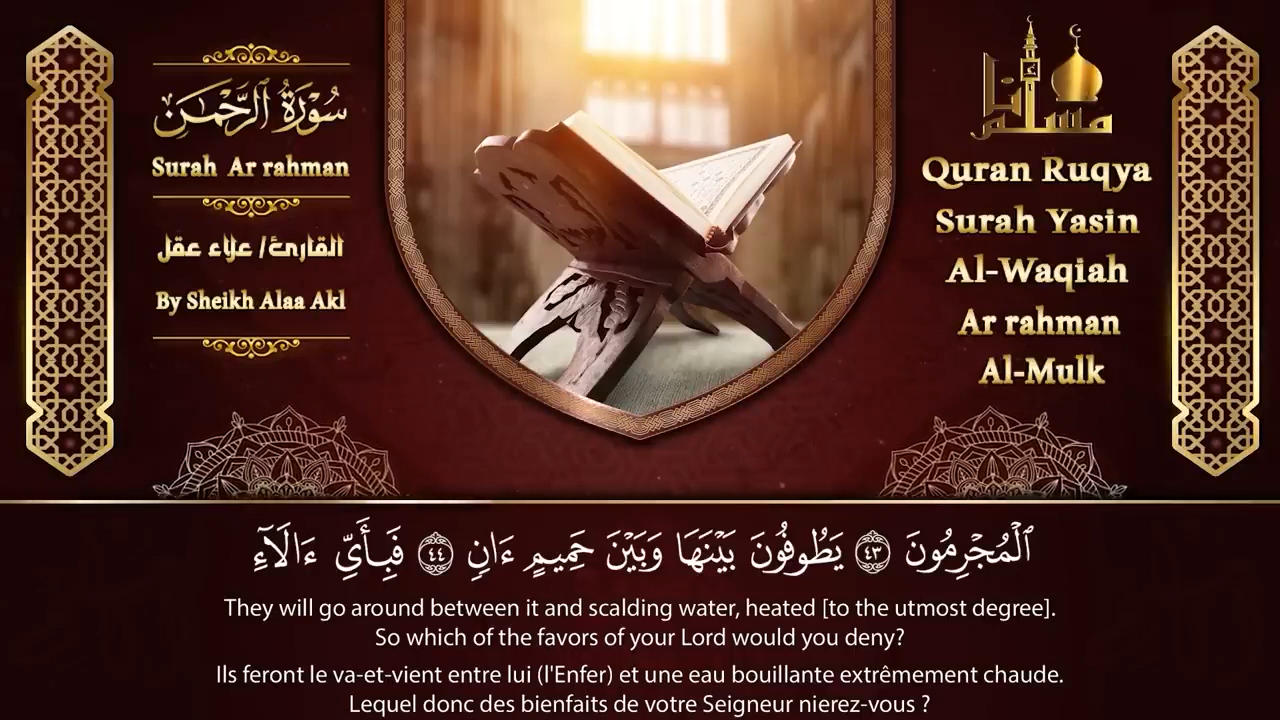 سُورَةُ الرَّحْمَٰن
Surah Ar rahman
القارئ/ علاء عقل
By Sheikh Alaa Akl
أنا مسلم
Quran Ruqya
Surah Yasin
Al-Waqiah
Ar rahman
Al-Mulk
ٱلْمُجْرِمُونَ ٤٣ يَطُوفُونَ بَيْنَهَا وَبَيْنَ حَمِيمٍ ءَانٍ ٤٤ فَبِأَيِّ ءَالَآءِ
They will go around between it and scalding water, heated [to the utmost degree].
So which of the favors of your Lord would you deny?
Ils feront le va-et-vient entre lui (l'Enfer) et une eau bouillante extrêmement chaude.
Lequel donc des bienfaits de votre Seigneur nierez-vous ?